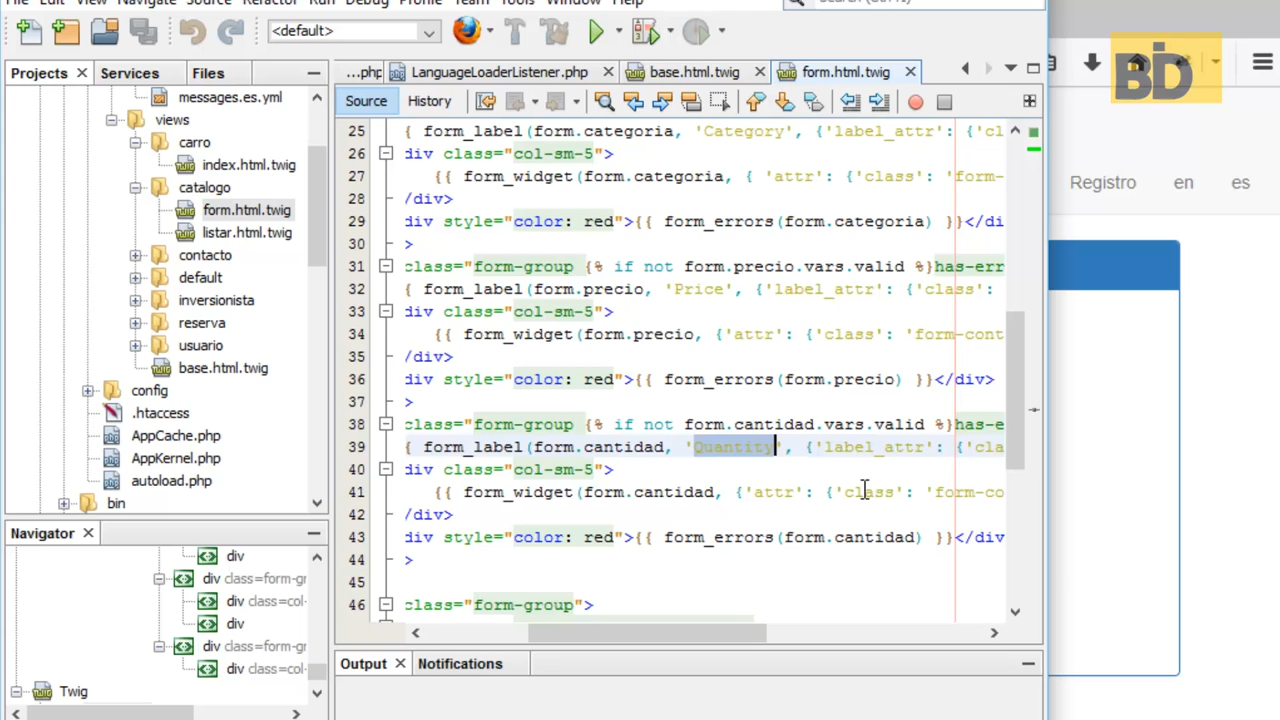 Edit View Navigate Source Refactor Run Debug Profile Team Tools Window Help
Search (Ctrl+I)
<default>
BD
Projects
Services
Files
...php
LanguageLoaderListener.php
base.html.twig
form.html.twig
Source
History
messages.es.yml
views
carro
index.html.twig
catalogo
form.html.twig
listar.html.twig
contacto
default
inversionista
reserva
usuario
base.html.twig
config
.htaccess
AppCache.php
AppKernel.php
autoload.php
bin
25 { form_label(form.categoria, 'Category', {'label_attr': {'cl
26 div class="col-sm-5">
27 {{ form_widget(form.categoria, { 'attr': {'class': 'form-
28 /div>
29 div style="color: red">{{ form_errors(form.categoria) }}</di
30 >
31 class="form-group {% if not form.precio.vars.valid %}has-err
32 { form_label(form.precio, 'Price', {'label_attr': {'class':
33 div class="col-sm-5">
34 {{ form_widget(form.precio, {'attr': {'class': 'form-cont
35 /div>
36 div style="color: red">{{ form_errors(form.precio) }}</div>
37 >
38 class="form-group {% if not form.cantidad.vars.valid %}has-e
39 { form_label(form.cantidad, 'Quantity', {'label_attr': {'cla
40 div class="col-sm-5">
41 {{ form_widget(form.cantidad, {'attr': {'class': 'form-co
42 /div>
43 div style="color: red">{{ form_errors(form.cantidad) }}</div
44 >
45
46 class="form-group">
Registro en es
Navigator
div
div class=form-gr
div class=col-
div
div class=form-gr
div class=col-
Twig
Output
Notifications